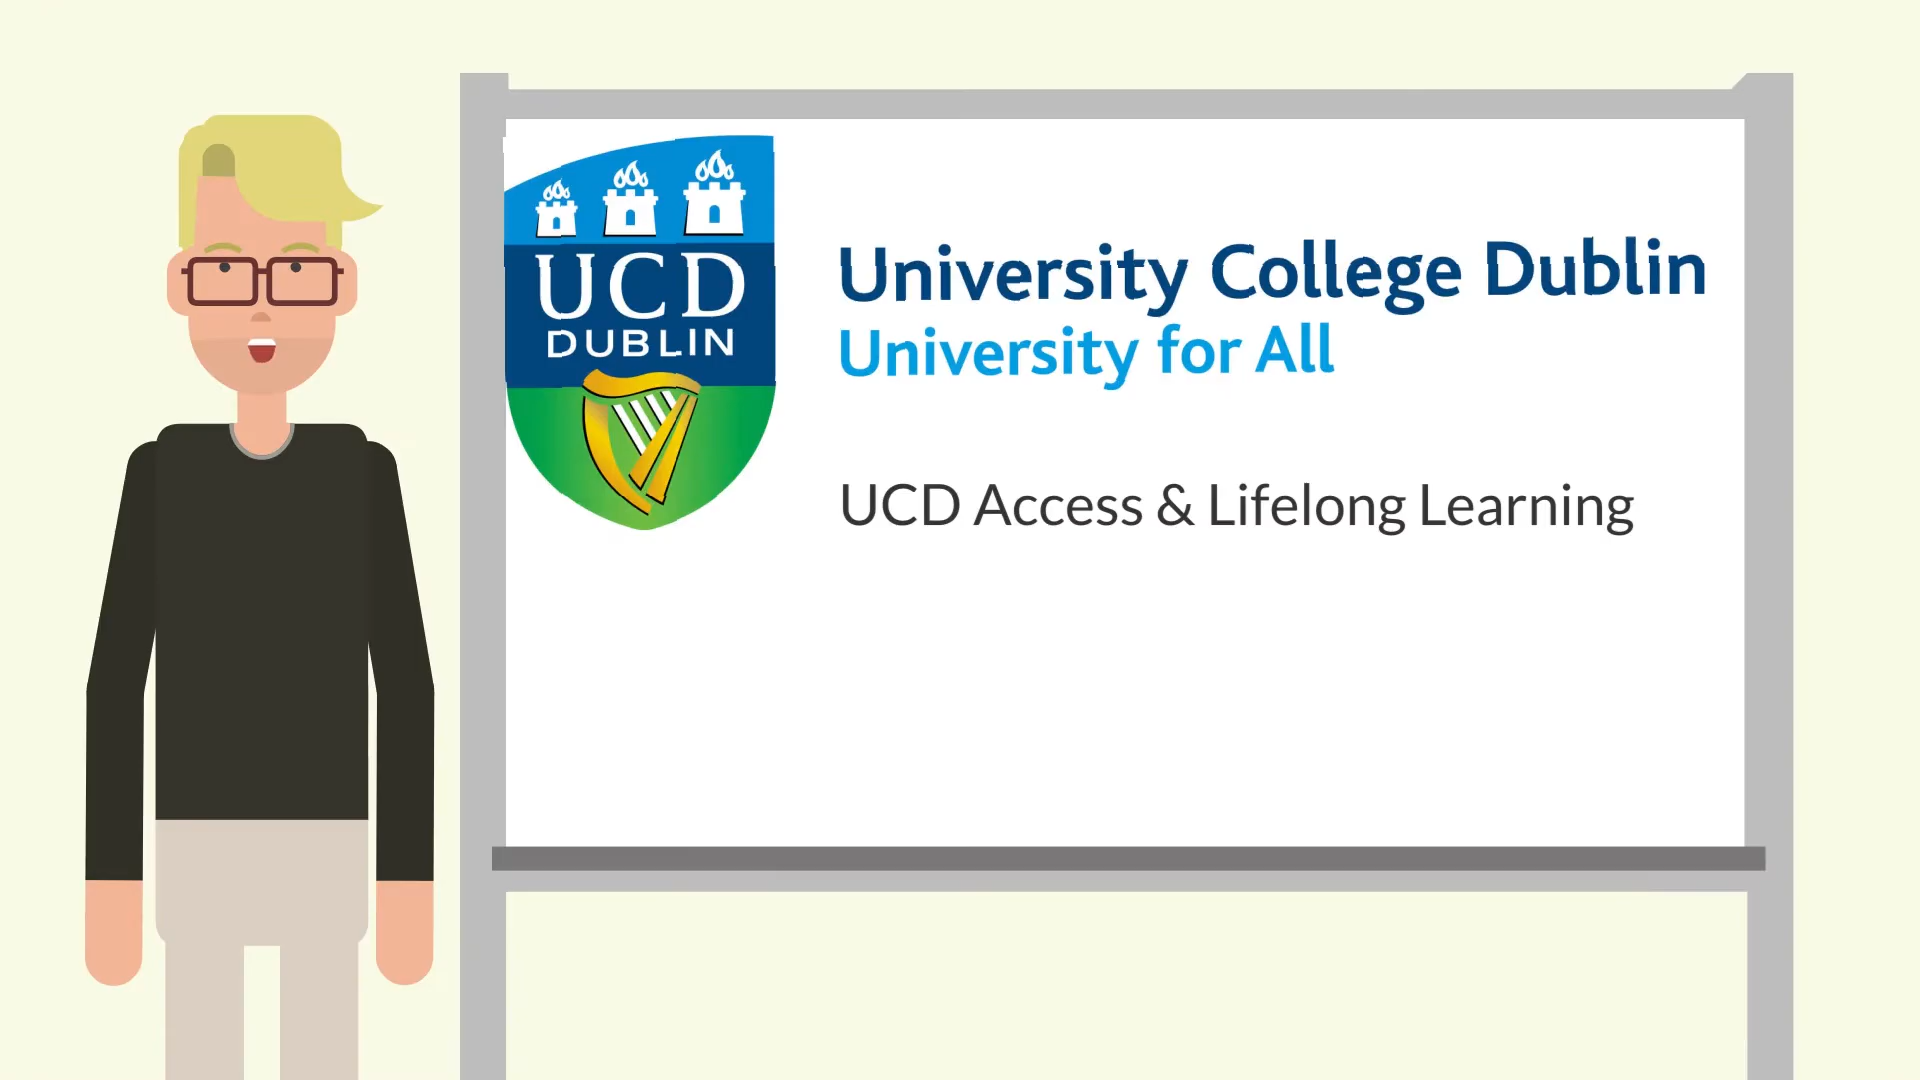 UCD
DUBLIN
University College Dublin
University for All
UCD Access & Lifelong Learning